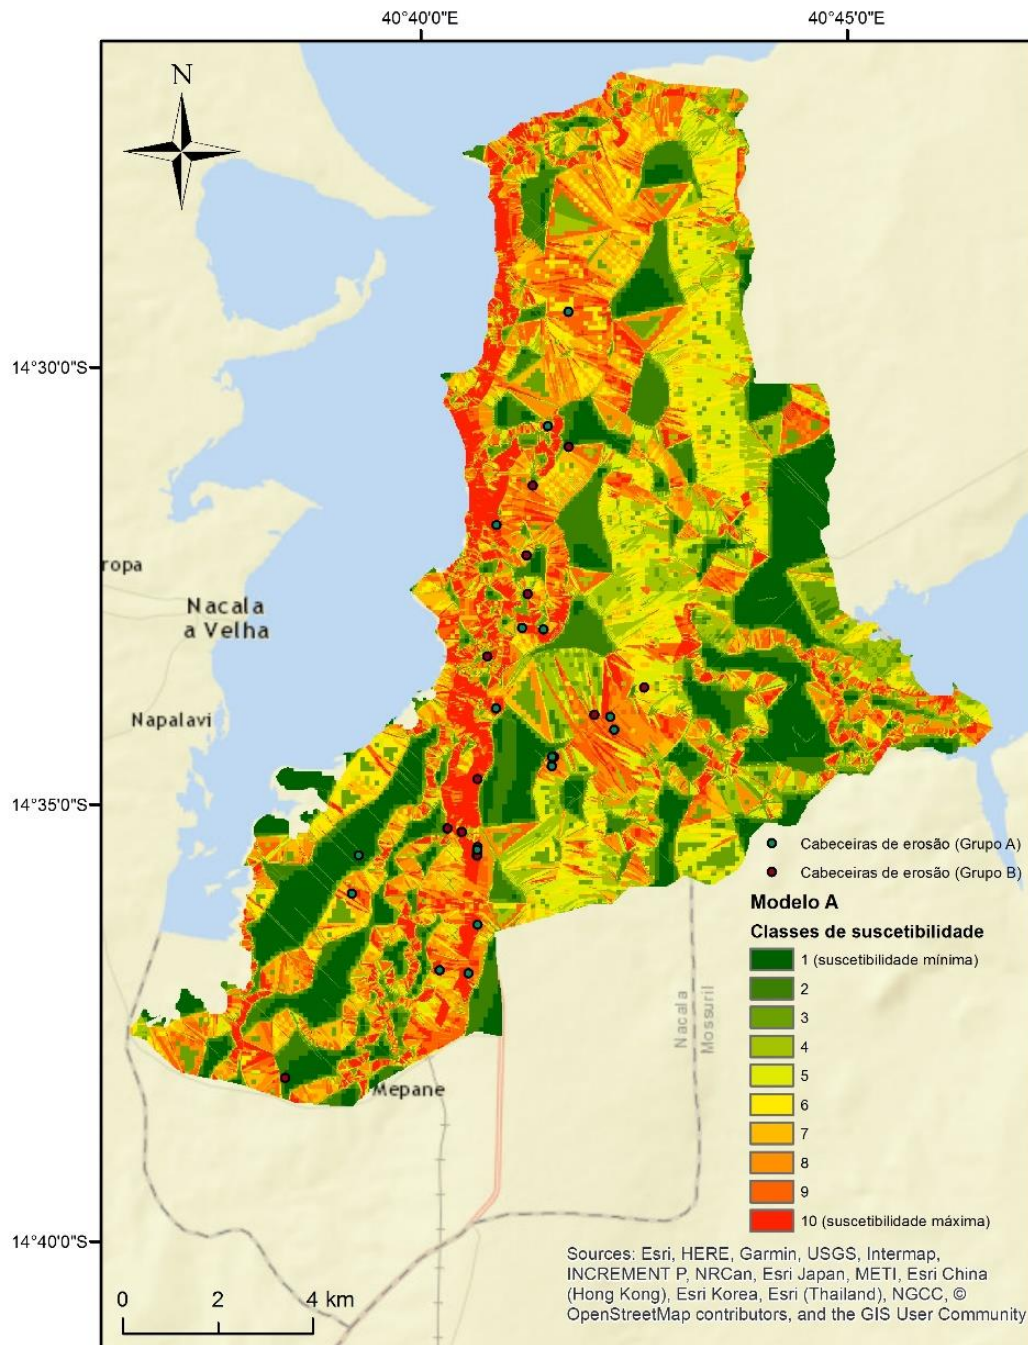 40°40'0"E
40°45'0"E
N
14°30'0"S
ropa
Nacala
a Velha
Napalavi
14°35'0"S
Cabeceiras de erosão (Grupo A)
Cabeceiras de erosão (Grupo B)
Modelo A
Classes de suscetibilidade
1 (suscetibilidade mínima)
2
3
4
5
6
7
8
9
10 (suscetibilidade máxima)
Nacala
Mossuril
Mepane
14°40'0"S
0 2 4 km
Sources: Esri, HERE, Garmin, USGS, Intermap,
INCREMENT P, NRCan, Esri Japan, METI, Esri China
(Hong Kong), Esri Korea, Esri (Thailand), NGCC, ©
OpenStreetMap contributors, and the GIS User Community